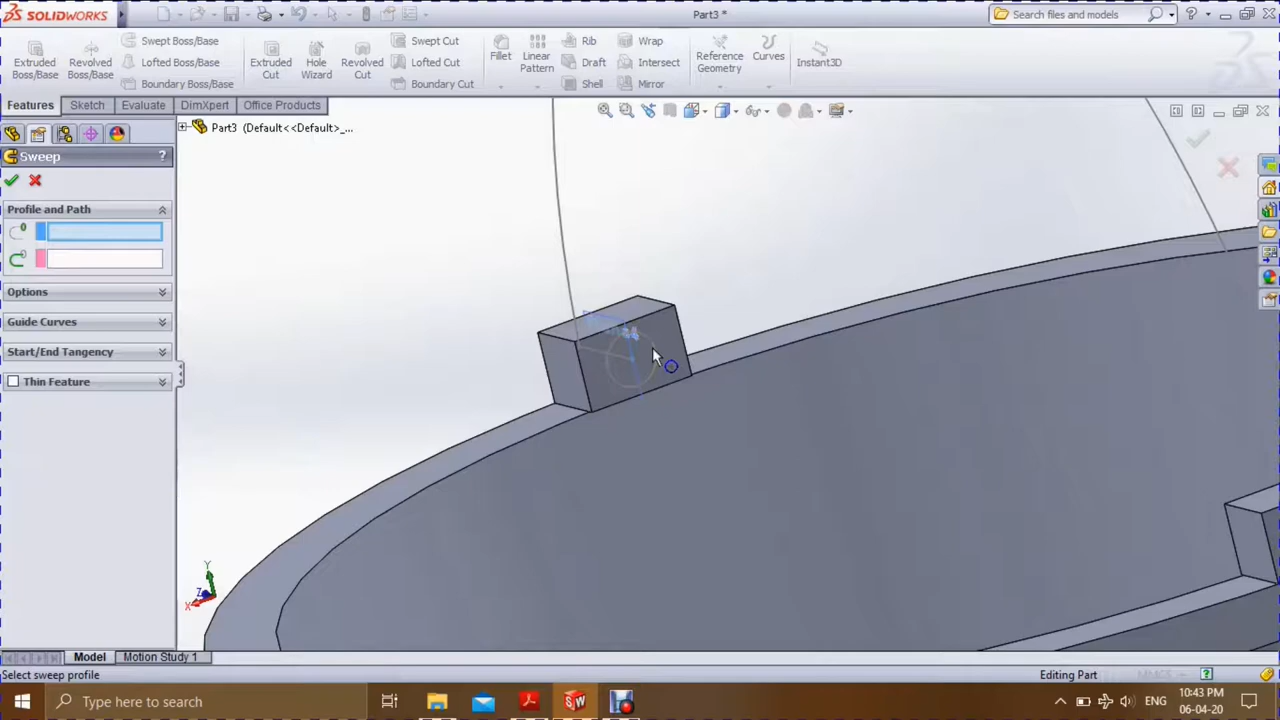 SOLIDWORKS
Part3 *
Search files and models
Extruded Boss/Base
Revolved Boss/Base
Swept Boss/Base
Lofted Boss/Base
Boundary Boss/Base
Extruded Cut
Hole Wizard
Revolved Cut
Swept Cut
Lofted Cut
Boundary Cut
Fillet
Linear Pattern
Rib
Draft
Shell
Wrap
Intersect
Mirror
Reference Geometry
Curves
Instant3D
Features
Sketch
Evaluate
DimXpert
Office Products
Part3 (Default<<Default>_...
Sweep
?
Profile and Path
Options
Guide Curves
Start/End Tangency
Thin Feature
Y
X
Z
Model
Motion Study 1
Select sweep profile
Editing Part
MMGS
Type here to search
ENG
10:43 PM
06-04-20